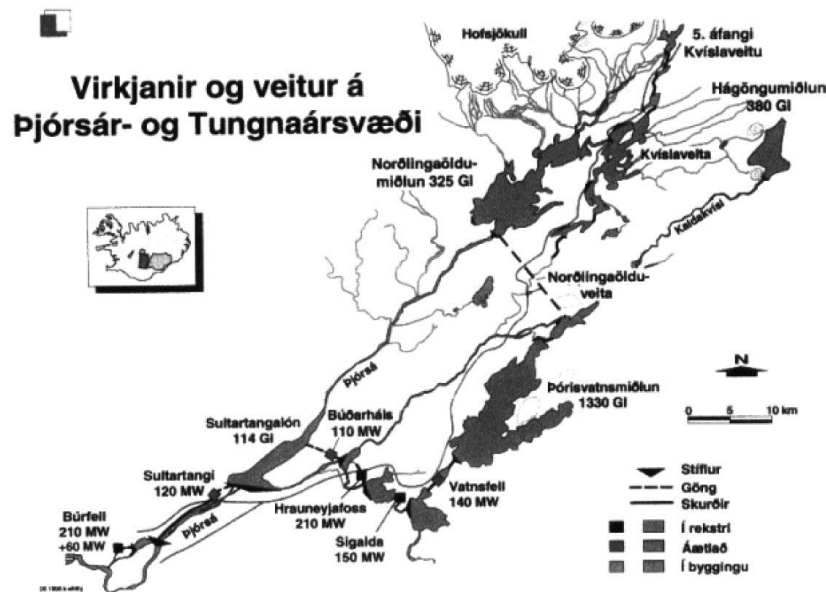 Virkjanir og veitur á
Þjórsár- og Tungnaársvæði
Hofsjökull
5. áfangi
Kvíslaveitu
Hágöngumiðlun
380 Gl
Norðlingaöldu-
miðlun 325 Gl
Kvíslaveita
Kaldakvísl
Norðlingaöldu-
veita
Þjórsá
Þórisvatnsmiðlun
1330 Gl
N
0 5 10 km
Sultartangalón
114 Gl
Búðarháls
110 MW
Sultartangi
120 MW
Vatnsfell
140 MW
Hrauneyjafoss
210 MW
Sigalda
150 MW
Búrfell
210 MW
+60 MW
Þjórsá
Stíflur
Göng
Skurðir
Í rekstri
Áætlað
Í byggingu